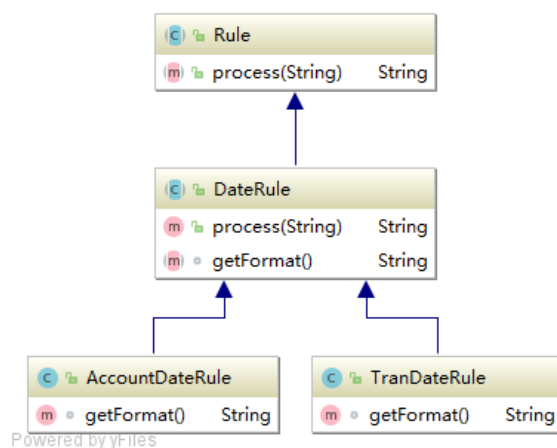 Rule
process(String) String
DateRule
process(String) String
getFormat() String
AccountDateRule
getFormat() String
TranDateRule
getFormat() String
Powered by yFiles